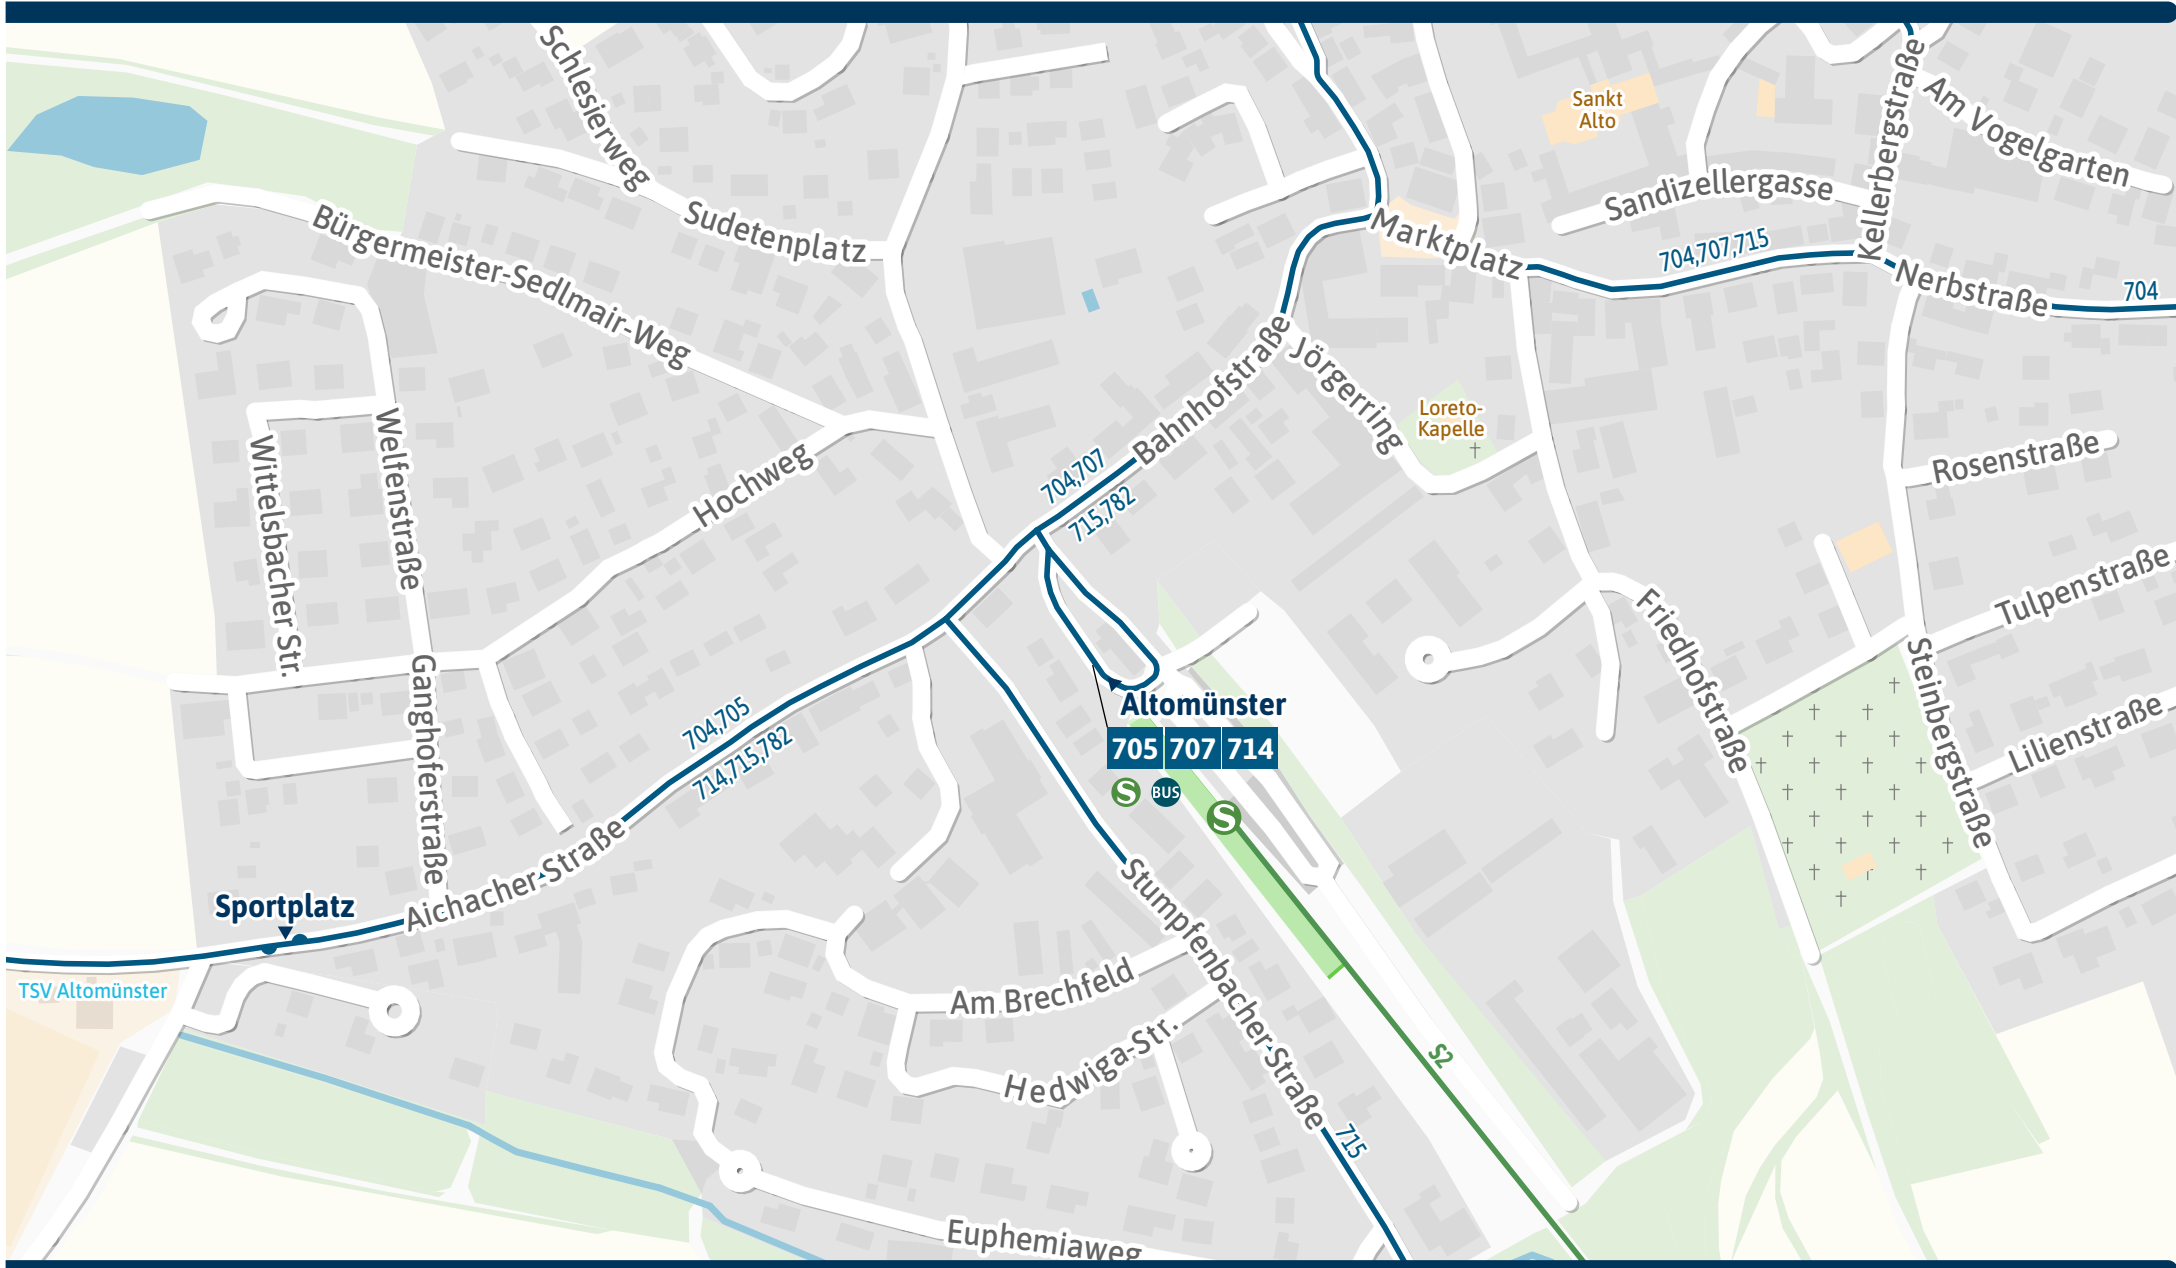 Schlesierweg
Sudetenplatz
Bürgermeister-Sedlmair-Weg
Sankt
Alto
Am Vogelgarten
Kellerbergstraße
Sandizellergasse
Marktplatz
704,707,715
Nerbstraße
704
Bahnhofstraße
Jörgerring
Loreto-
Kapelle
Rosenstraße
Welfenstraße
Wittelsbacher Str.
Hochweg
704,707
715,782
Tulpenstraße
Friedhofstraße
Steinbergstraße
Lilienstraße
Ganghoferstraße
704,705
714,715,782
Altomünster
705 707 714
S BUS
S
Aichacher Straße
Sportplatz
TSV Altomünster
Stumpfenbacher Straße
Am Brechfeld
Hedwiga-Str.
S2
715
Euphemiaweg